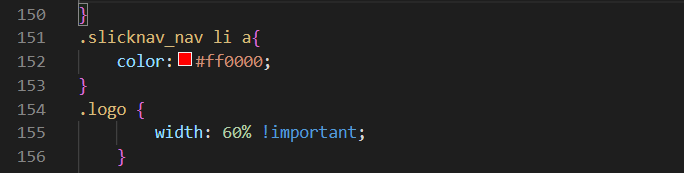 150 }
151 .slicknav_nav li a{
152 color: #ff0000;
153 }
154 .logo {
155 width: 60% !important;
156 }